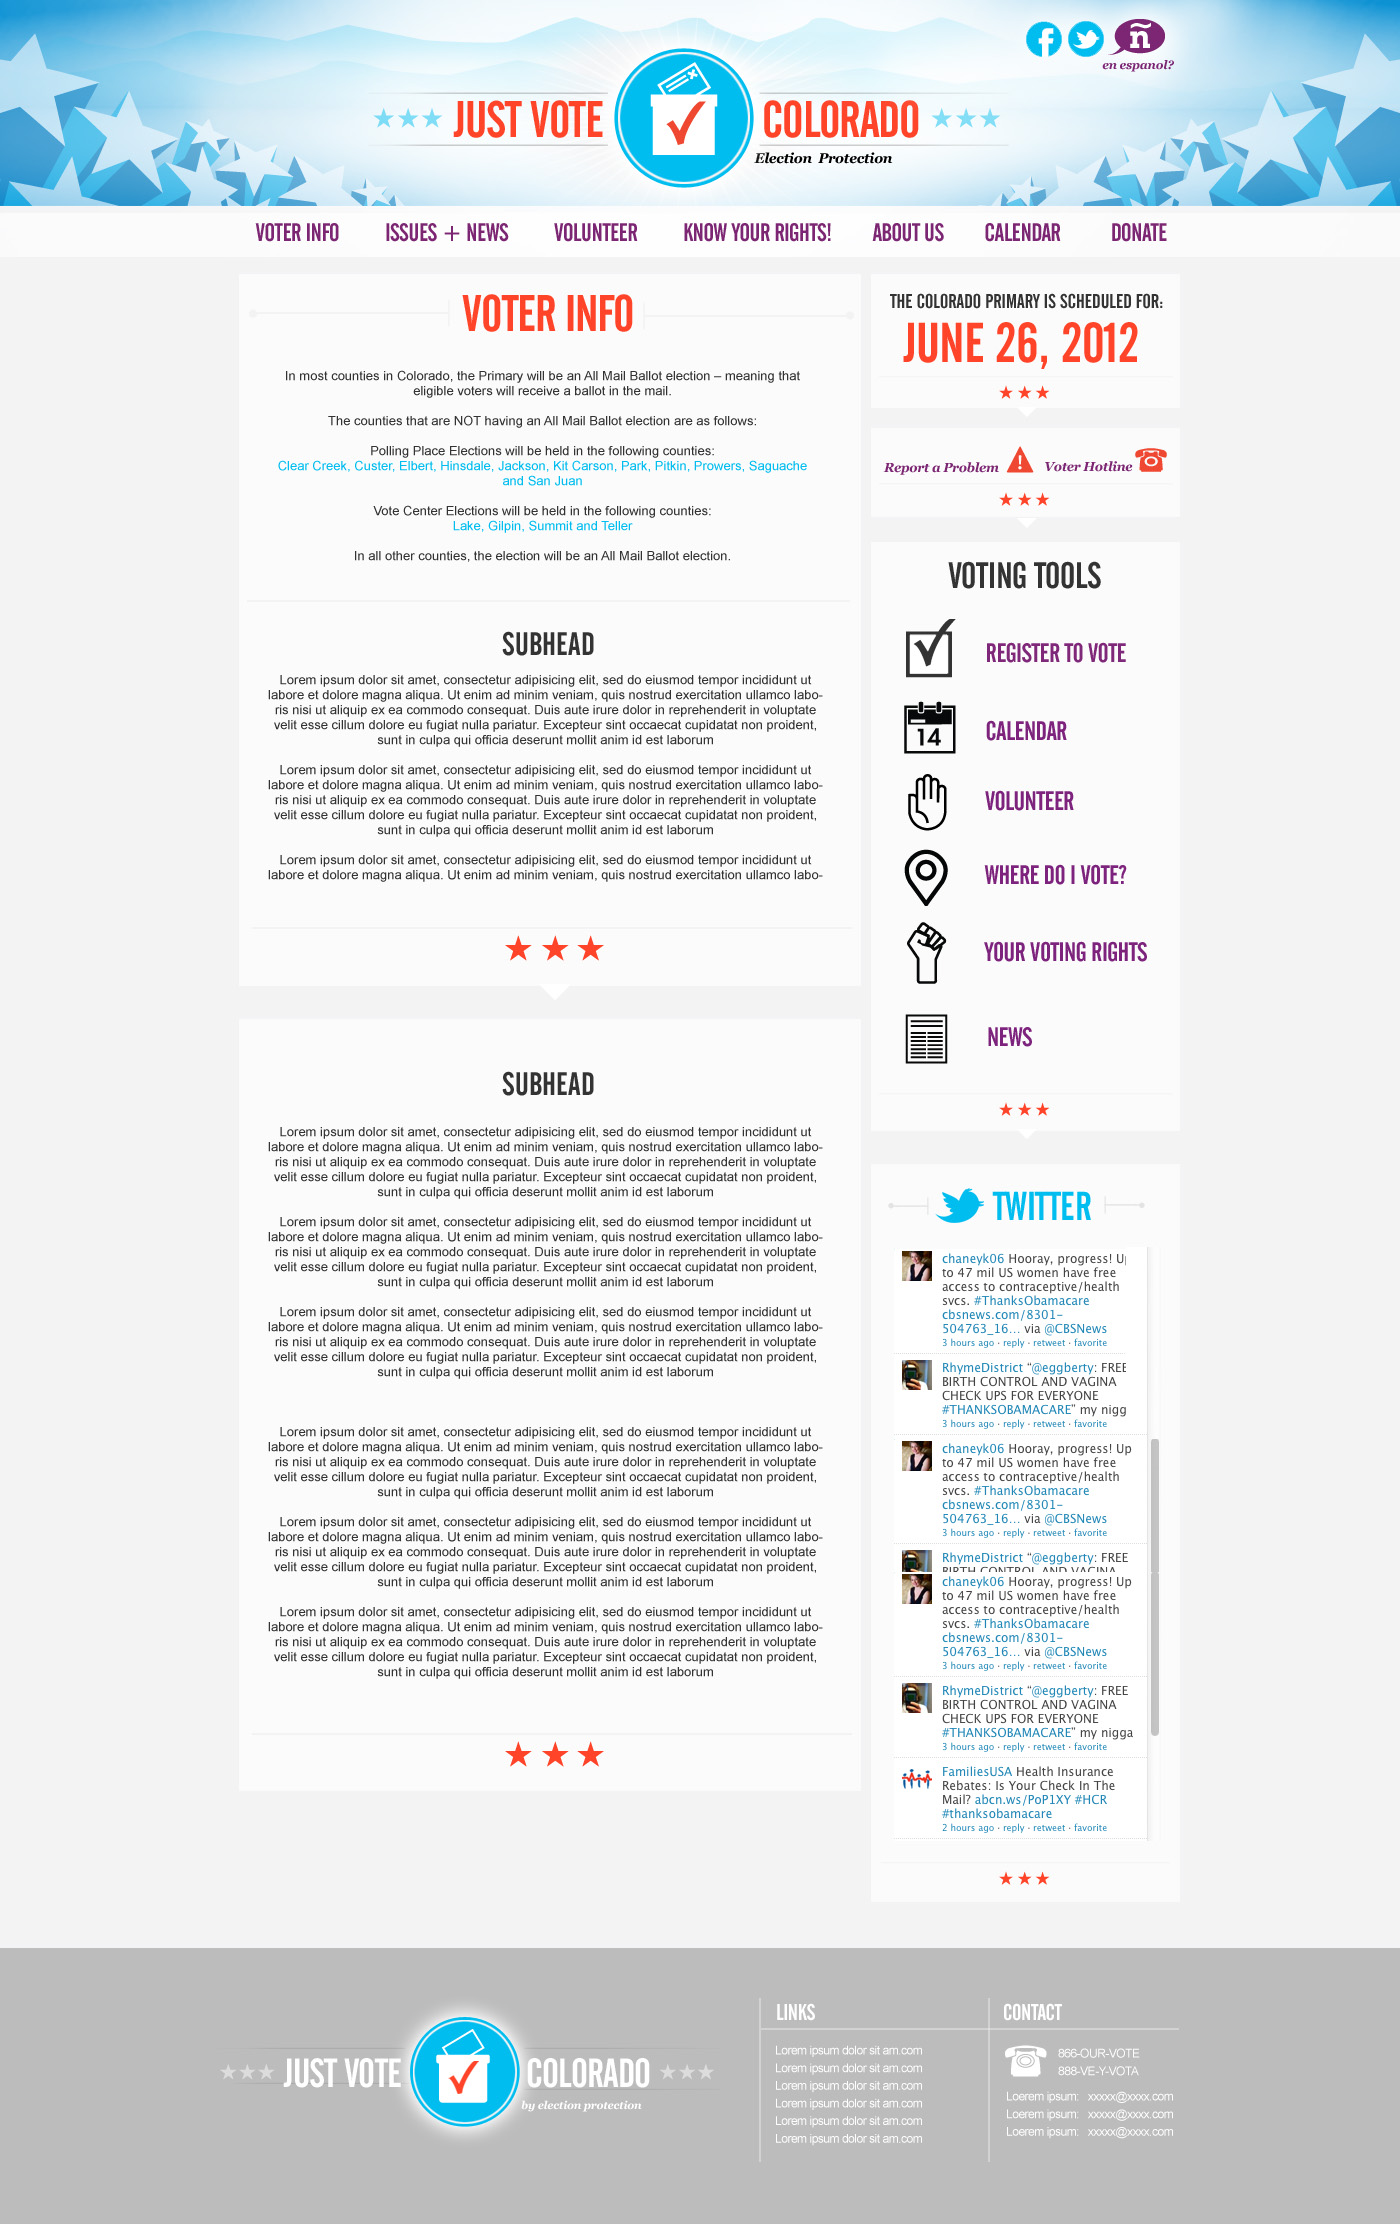 ñ
en espanol?
JUST VOTE COLORADO
Election Protection
VOTER INFO ISSUES + NEWS VOLUNTEER KNOW YOUR RIGHTS! ABOUT US CALENDAR DONATE
VOTER INFO
In most counties in Colorado, the Primary will be an All Mail Ballot election – meaning that
eligible voters will receive a ballot in the mail.
The counties that are NOT having an All Mail Ballot election are as follows:
Polling Place Elections will be held in the following counties:
Clear Creek, Custer, Elbert, Hinsdale, Jackson, Kit Carson, Park, Pitkin, Prowers, Saguache
and San Juan
Vote Center Elections will be held in the following counties:
Lake, Gilpin, Summit and Teller
In all other counties, the election will be an All Mail Ballot election.
SUBHEAD
Lorem ipsum dolor sit amet, consectetur adipisicing elit, sed do eiusmod tempor incididunt ut
labore et dolore magna aliqua. Ut enim ad minim veniam, quis nostrud exercitation ullamco labo-
ris nisi ut aliquip ex ea commodo consequat. Duis aute irure dolor in reprehenderit in voluptate
velit esse cillum dolore eu fugiat nulla pariatur. Excepteur sint occaecat cupidatat non proident,
sunt in culpa qui officia deserunt mollit anim id est laborum
Lorem ipsum dolor sit amet, consectetur adipisicing elit, sed do eiusmod tempor incididunt ut
labore et dolore magna aliqua. Ut enim ad minim veniam, quis nostrud exercitation ullamco labo-
ris nisi ut aliquip ex ea commodo consequat. Duis aute irure dolor in reprehenderit in voluptate
velit esse cillum dolore eu fugiat nulla pariatur. Excepteur sint occaecat cupidatat non proident,
sunt in culpa qui officia deserunt mollit anim id est laborum
Lorem ipsum dolor sit amet, consectetur adipisicing elit, sed do eiusmod tempor incididunt ut
labore et dolore magna aliqua. Ut enim ad minim veniam, quis nostrud exercitation ullamco labo-
SUBHEAD
Lorem ipsum dolor sit amet, consectetur adipisicing elit, sed do eiusmod tempor incididunt ut
labore et dolore magna aliqua. Ut enim ad minim veniam, quis nostrud exercitation ullamco labo-
ris nisi ut aliquip ex ea commodo consequat. Duis aute irure dolor in reprehenderit in voluptate
velit esse cillum dolore eu fugiat nulla pariatur. Excepteur sint occaecat cupidatat non proident,
sunt in culpa qui officia deserunt mollit anim id est laborum
Lorem ipsum dolor sit amet, consectetur adipisicing elit, sed do eiusmod tempor incididunt ut
labore et dolore magna aliqua. Ut enim ad minim veniam, quis nostrud exercitation ullamco labo-
ris nisi ut aliquip ex ea commodo consequat. Duis aute irure dolor in reprehenderit in voluptate
velit esse cillum dolore eu fugiat nulla pariatur. Excepteur sint occaecat cupidatat non proident,
sunt in culpa qui officia deserunt mollit anim id est laborum
Lorem ipsum dolor sit amet, consectetur adipisicing elit, sed do eiusmod tempor incididunt ut
labore et dolore magna aliqua. Ut enim ad minim veniam, quis nostrud exercitation ullamco labo-
ris nisi ut aliquip ex ea commodo consequat. Duis aute irure dolor in reprehenderit in voluptate
velit esse cillum dolore eu fugiat nulla pariatur. Excepteur sint occaecat cupidatat non proident,
sunt in culpa qui officia deserunt mollit anim id est laborum
Lorem ipsum dolor sit amet, consectetur adipisicing elit, sed do eiusmod tempor incididunt ut
labore et dolore magna aliqua. Ut enim ad minim veniam, quis nostrud exercitation ullamco labo-
ris nisi ut aliquip ex ea commodo consequat. Duis aute irure dolor in reprehenderit in voluptate
velit esse cillum dolore eu fugiat nulla pariatur. Excepteur sint occaecat cupidatat non proident,
sunt in culpa qui officia deserunt mollit anim id est laborum
Lorem ipsum dolor sit amet, consectetur adipisicing elit, sed do eiusmod tempor incididunt ut
labore et dolore magna aliqua. Ut enim ad minim veniam, quis nostrud exercitation ullamco labo-
ris nisi ut aliquip ex ea commodo consequat. Duis aute irure dolor in reprehenderit in voluptate
velit esse cillum dolore eu fugiat nulla pariatur. Excepteur sint occaecat cupidatat non proident,
sunt in culpa qui officia deserunt mollit anim id est laborum
Lorem ipsum dolor sit amet, consectetur adipisicing elit, sed do eiusmod tempor incididunt ut
labore et dolore magna aliqua. Ut enim ad minim veniam, quis nostrud exercitation ullamco labo-
ris nisi ut aliquip ex ea commodo consequat. Duis aute irure dolor in reprehenderit in voluptate
velit esse cillum dolore eu fugiat nulla pariatur. Excepteur sint occaecat cupidatat non proident,
sunt in culpa qui officia deserunt mollit anim id est laborum
THE COLORADO PRIMARY IS SCHEDULED FOR:
JUNE 26, 2012
Report a Problem Voter Hotline
VOTING TOOLS
REGISTER TO VOTE
14 CALENDAR
VOLUNTEER
WHERE DO I VOTE?
YOUR VOTING RIGHTS
NEWS
TWITTER
chaneyk06 Hooray, progress! Up
to 47 mil US women have free
access to contraceptive/health
svcs. #ThanksObamacare
cbsnews.com/8301-
504763_16... via @CBSNews
3 hours ago · reply · retweet · favorite
RhymeDistrict “@eggberty: FREE
BIRTH CONTROL AND VAGINA
CHECK UPS FOR EVERYONE
#THANKSOBAMACARE” my nigg
3 hours ago · reply · retweet · favorite
chaneyk06 Hooray, progress! Up
to 47 mil US women have free
access to contraceptive/health
svcs. #ThanksObamacare
cbsnews.com/8301-
504763_16... via @CBSNews
3 hours ago · reply · retweet · favorite
RhymeDistrict “@eggberty: FREE
BIRTH CONTROL AND VAGINA
chaneyk06 Hooray, progress! Up
to 47 mil US women have free
access to contraceptive/health
svcs. #ThanksObamacare
cbsnews.com/8301-
504763_16... via @CBSNews
3 hours ago · reply · retweet · favorite
RhymeDistrict “@eggberty: FREE
BIRTH CONTROL AND VAGINA
CHECK UPS FOR EVERYONE
#THANKSOBAMACARE” my nigga
3 hours ago · reply · retweet · favorite
FamiliesUSA Health Insurance
Rebates: Is Your Check In The
Mail? abcn.ws/PoP1XY #HCR
#thanksobamacare
2 hours ago · reply · retweet · favorite
JUST VOTE COLORADO
by election protection
LINKS
Lorem ipsum dolor sit am.com
Lorem ipsum dolor sit am.com
Lorem ipsum dolor sit am.com
Lorem ipsum dolor sit am.com
Lorem ipsum dolor sit am.com
Lorem ipsum dolor sit am.com
CONTACT
866-OUR-VOTE
888-VE-Y-VOTA
Loerem ipsum: xxxxx@xxxx.com
Loerem ipsum: xxxxx@xxxx.com
Loerem ipsum: xxxxx@xxxx.com